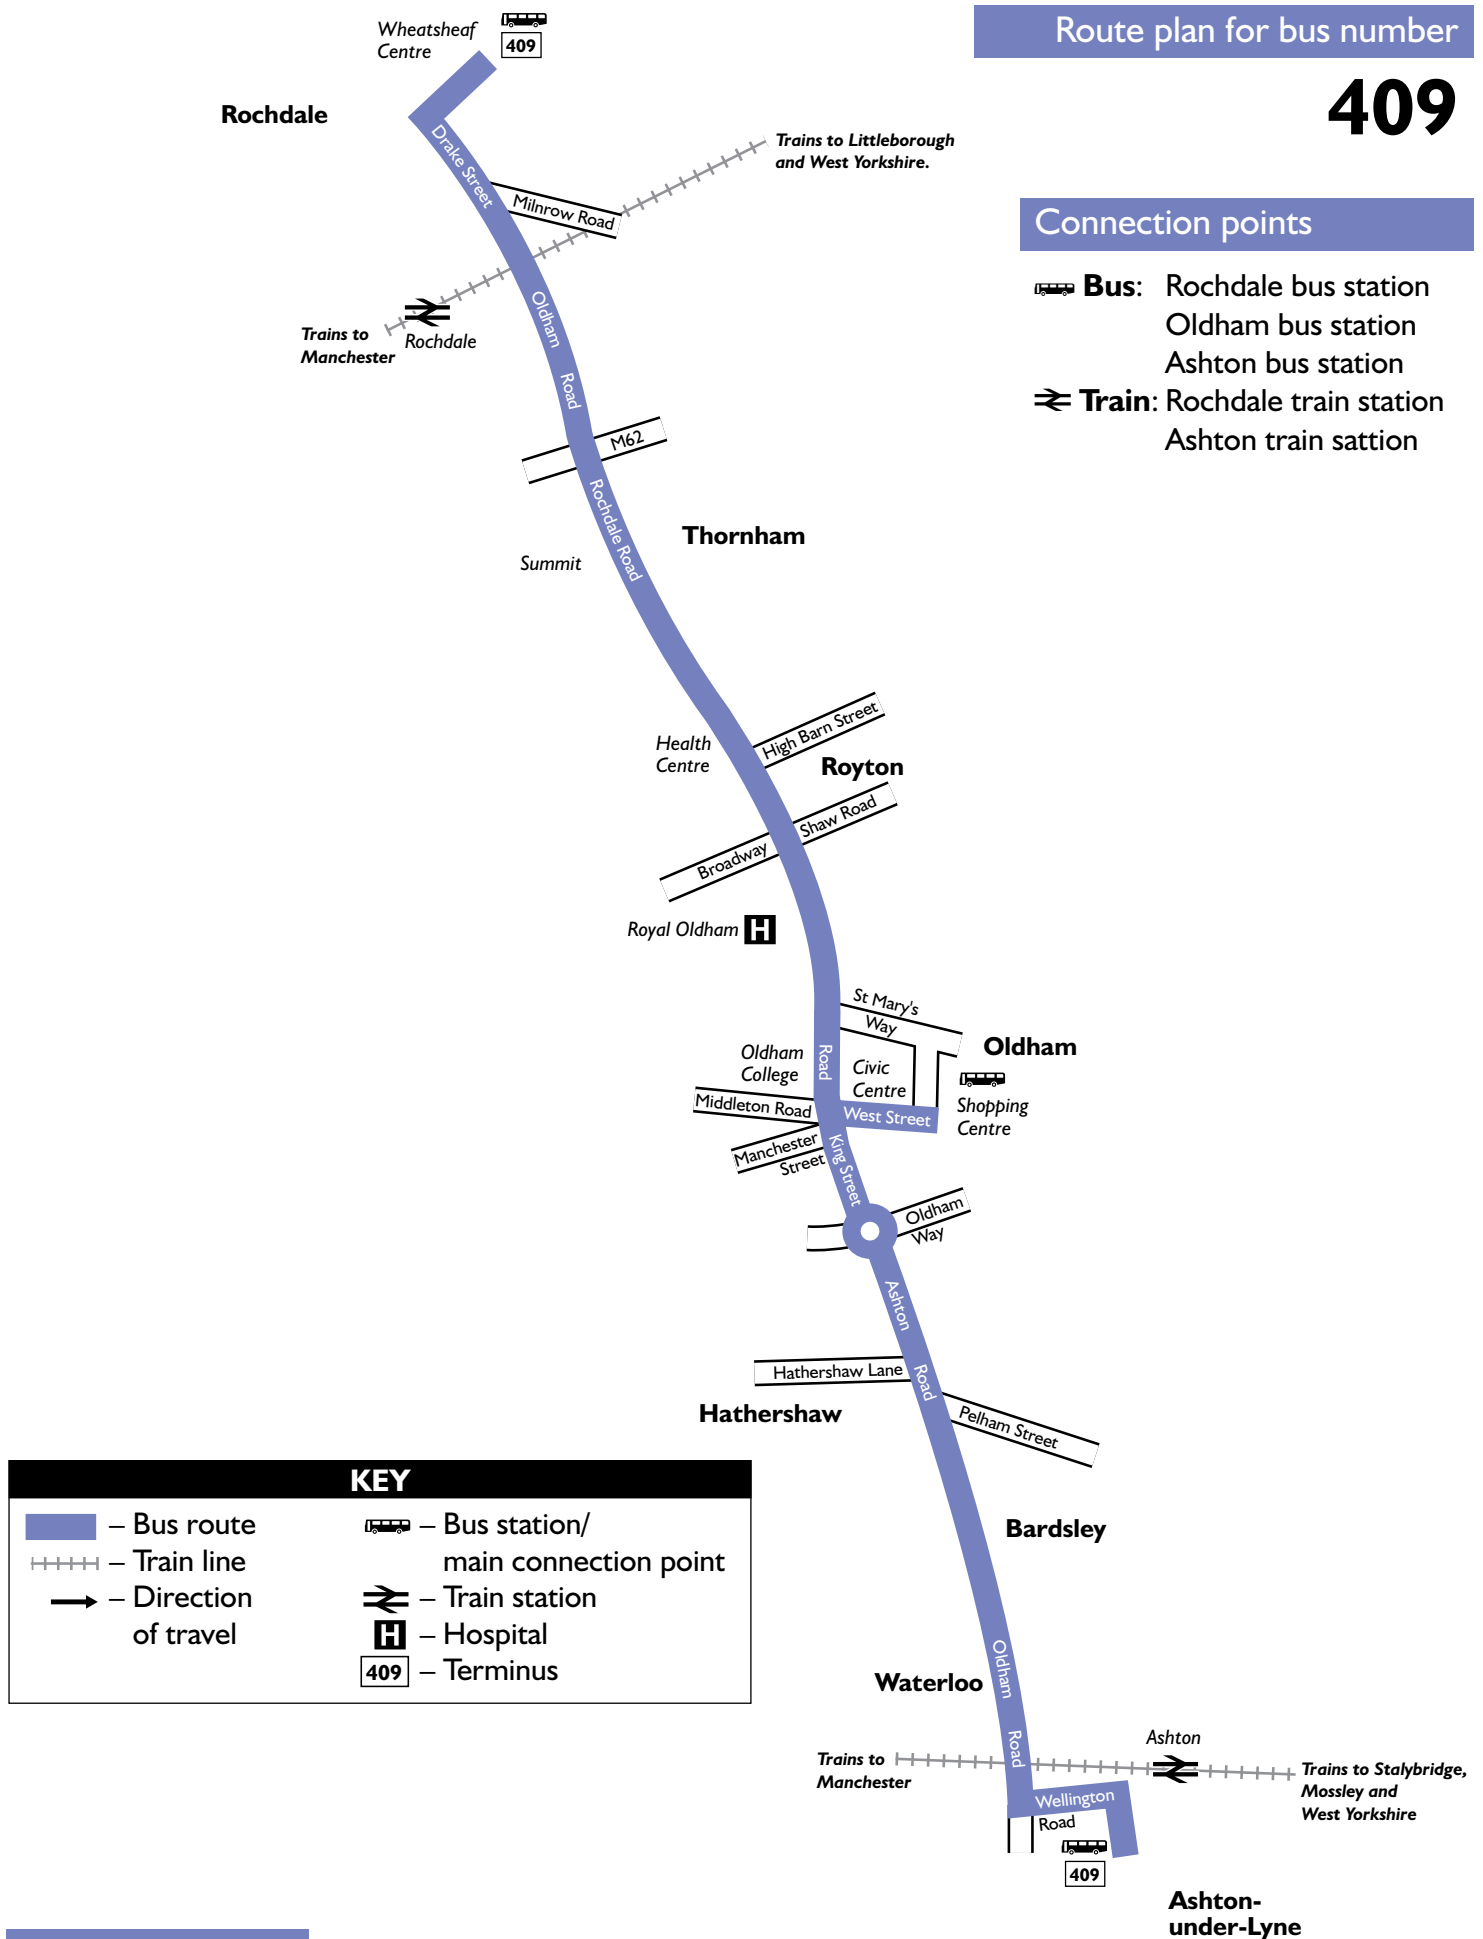 Route plan for bus number
409
Wheatsheaf
Centre
409
Rochdale
Drake Street
Milnrow Road
Trains to Littleborough
and West Yorkshire.
Connection points
Bus: Rochdale bus station
Oldham bus station
Ashton bus station
Train: Rochdale train station
Ashton train sattion
Trains to
Manchester
Rochdale
Oldham
Road
M62
Rochdale Road
Thornham
Summit
High Barn Street
Health
Centre
Royton
Shaw Road
Broadway
Royal Oldham H
St Mary's
Way
Oldham
Road
Oldham
College
Civic
Centre
Shopping
Centre
Middleton Road
West Street
Manchester
Street
King Street
Oldham
Way
Ashton
Road
Hathershaw Lane
Hathershaw
Pelham Street
Bardsley
KEY
– Bus route
– Train line
– Direction
of travel
– Bus station/
main connection point
– Train station
H – Hospital
409 – Terminus
Waterloo
Oldham
Road
Ashton
Trains to
Manchester
Trains to Stalybridge,
Mossley and
West Yorkshire
Wellington
Road
409
Ashton-
under-Lyne